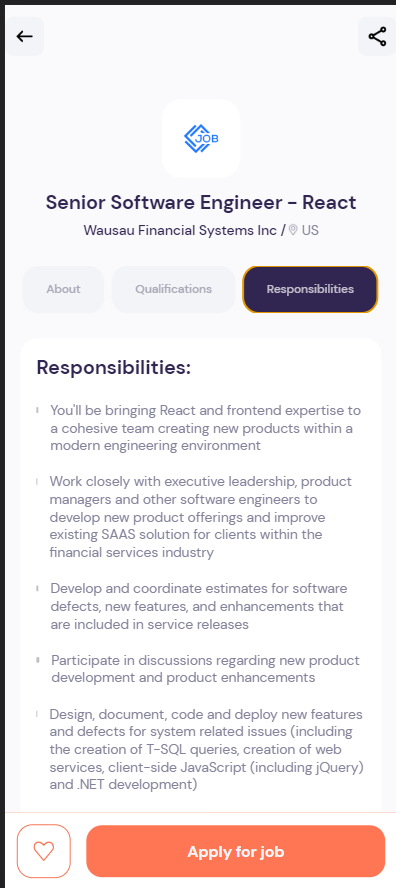 JOB
Senior Software Engineer - React
Wausau Financial Systems Inc / US
About
Qualifications
Responsibilities
Responsibilities:
You'll be bringing React and frontend expertise to
a cohesive team creating new products within a
modern engineering environment
Work closely with executive leadership, product
managers and other software engineers to
develop new product offerings and improve
existing SAAS solution for clients within the
financial services industry
Develop and coordinate estimates for software
defects, new features, and enhancements that
are included in service releases
Participate in discussions regarding new product
development and product enhancements
Design, document, code and deploy new features
and defects for system related issues (including
the creation of T-SQL queries, creation of web
services, client-side JavaScript (including jQuery)
and .NET development)
Apply for job